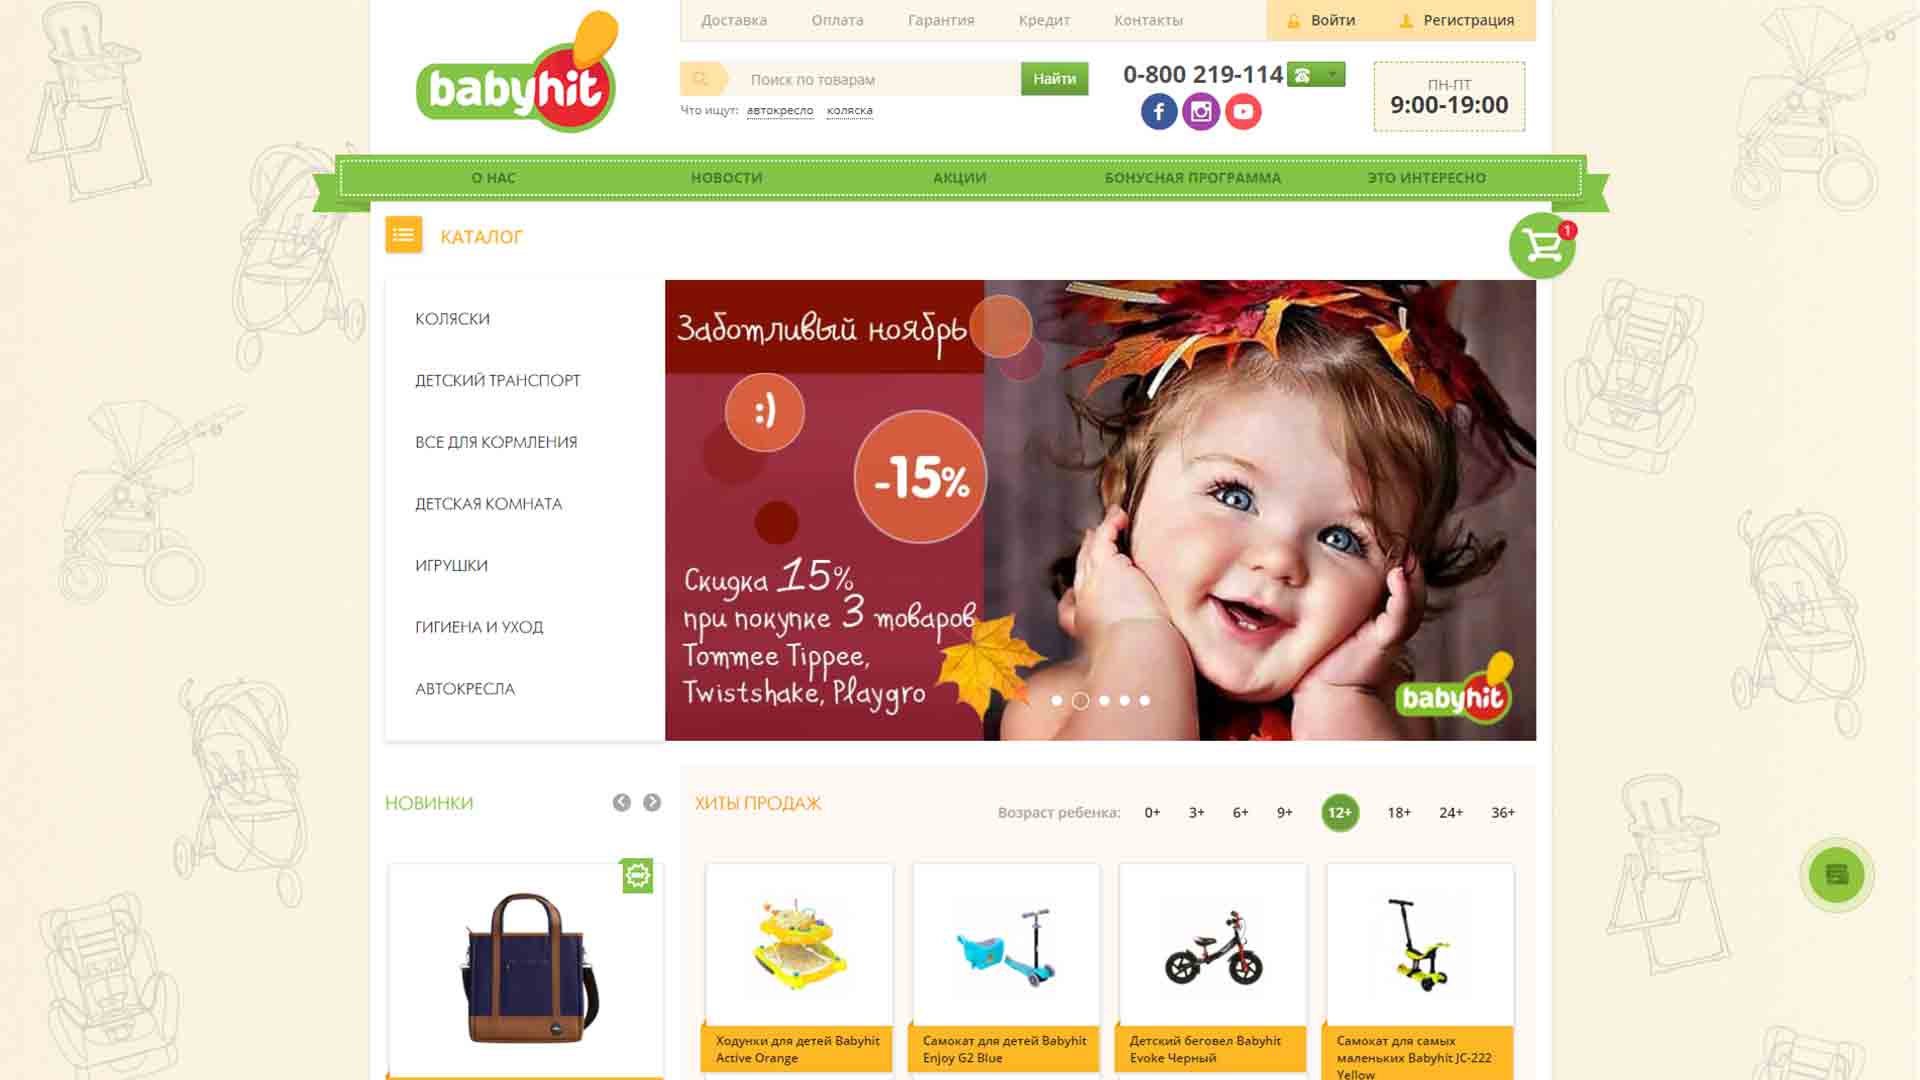 babyhit
Доставка
Оплата
Гарантия
Кредит
Контакты
Войти
Регистрация
Поиск по товарам
Найти
Что ищут: автокресло коляска
0-800 219-114
ПН-ПТ
9:00-19:00
О НАС
НОВОСТИ
АКЦИИ
БОНУСНАЯ ПРОГРАММА
ЭТО ИНТЕРЕСНО
КАТАЛОГ
1
КОЛЯСКИ
ДЕТСКИЙ ТРАНСПОРТ
ВСЕ ДЛЯ КОРМЛЕНИЯ
ДЕТСКАЯ КОМНАТА
ИГРУШКИ
ГИГИЕНА И УХОД
АВТОКРЕСЛА
Заботливый ноябрь
:)
-15%
Скидка 15%
при покупке 3 товаров
Tommee Tippee,
Twistshake, Playgro
babyhit
НОВИНКИ
ХИТЫ ПРОДАЖ
Возраст ребенка: 0+ 3+ 6+ 9+ 12+ 18+ 24+ 36+
Ходунки для детей Babyhit
Active Orange
Самокат для детей Babyhit
Enjoy G2 Blue
Детский беговел Babyhit
Evoke Черный
Самокат для самых
маленьких Babyhit JC-222
Yellow